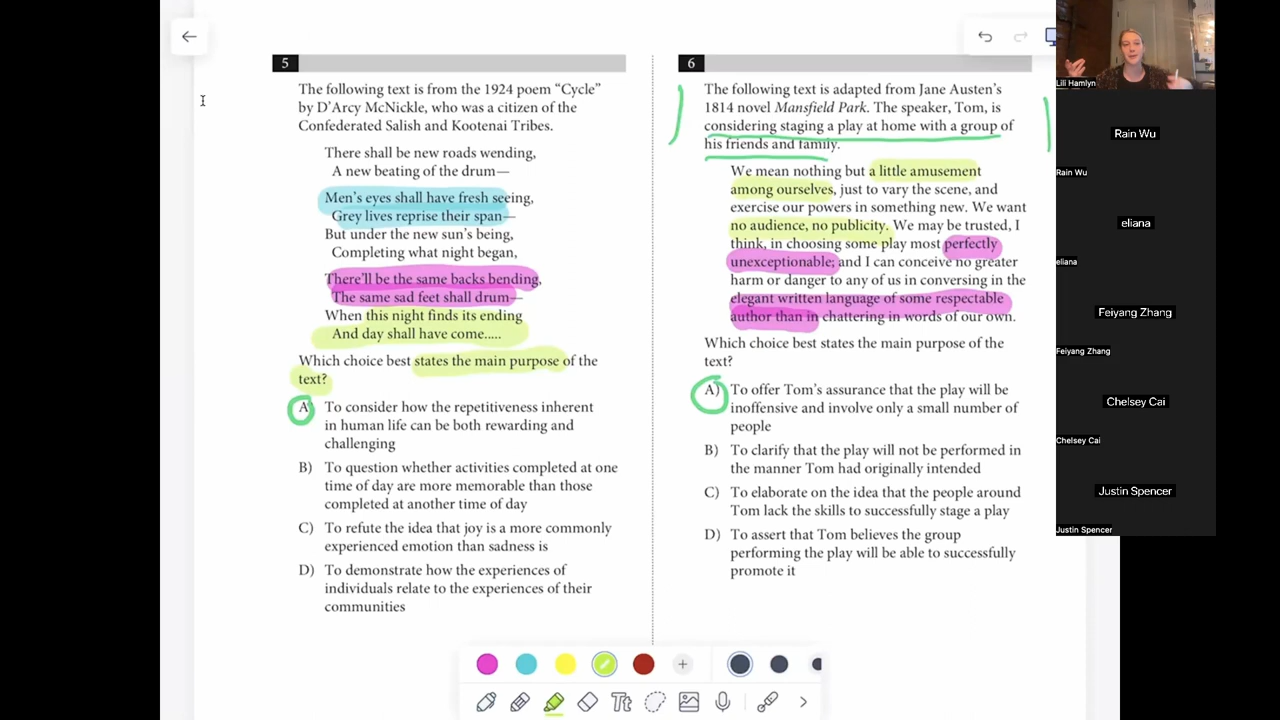 5
The following text is from the 1924 poem “Cycle”
by D’Arcy McNickle, who was a citizen of the
Confederated Salish and Kootenai Tribes.
There shall be new roads wending,
A new beating of the drum—
Men’s eyes shall have fresh seeing,
Grey lives reprise their span—
But under the new sun’s being,
Completing what night began,
There’ll be the same backs bending,
The same sad feet shall drum—
When this night finds its ending
And day shall have come.....
Which choice best states the main purpose of the
text?
A) To consider how the repetitiveness inherent
in human life can be both rewarding and
challenging
B) To question whether activities completed at one
time of day are more memorable than those
completed at another time of day
C) To refute the idea that joy is a more commonly
experienced emotion than sadness is
D) To demonstrate how the experiences of
individuals relate to the experiences of their
communities
6
The following text is adapted from Jane Austen’s
1814 novel Mansfield Park. The speaker, Tom, is
considering staging a play at home with a group of
his friends and family.
We mean nothing but a little amusement
among ourselves, just to vary the scene, and
exercise our powers in something new. We want
no audience, no publicity. We may be trusted, I
think, in choosing some play most perfectly
unexceptionable; and I can conceive no greater
harm or danger to any of us in conversing in the
elegant written language of some respectable
author than in chattering in words of our own.
Which choice best states the main purpose of the
text?
A) To offer Tom’s assurance that the play will be
inoffensive and involve only a small number of
people
B) To clarify that the play will not be performed in
the manner Tom had originally intended
C) To elaborate on the idea that the people around
Tom lack the skills to successfully stage a play
D) To assert that Tom believes the group
performing the play will be able to successfully
promote it
Tt
Lili Hamlyn
Rain Wu
Rain Wu
eliana
eliana
Feiyang Zhang
Feiyang Zhang
Chelsey Cai
Chelsey Cai
Justin Spencer
Justin Spencer